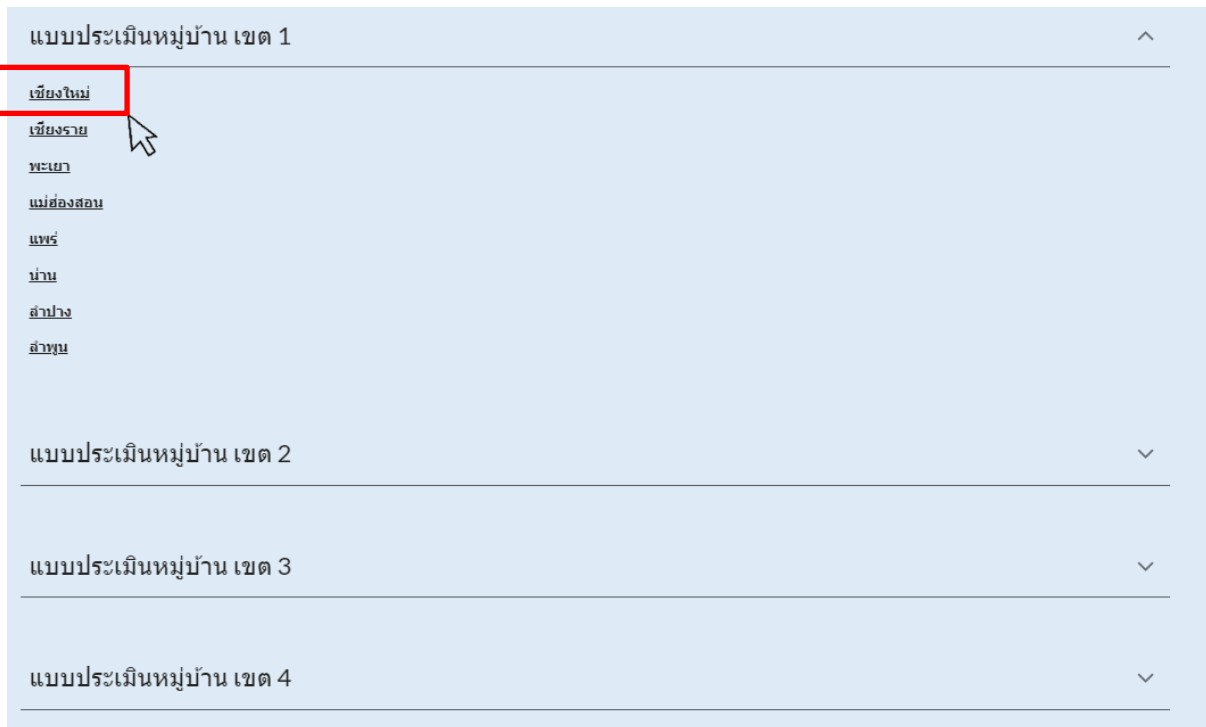 แบบประเมินหมู่บ้าน เขต 1
เชียงใหม่
เชียงราย
พะเยา
แม่ฮ่องสอน
แพร่
น่าน
ลำปาง
ลำพูน
แบบประเมินหมู่บ้าน เขต 2
แบบประเมินหมู่บ้าน เขต 3
แบบประเมินหมู่บ้าน เขต 4